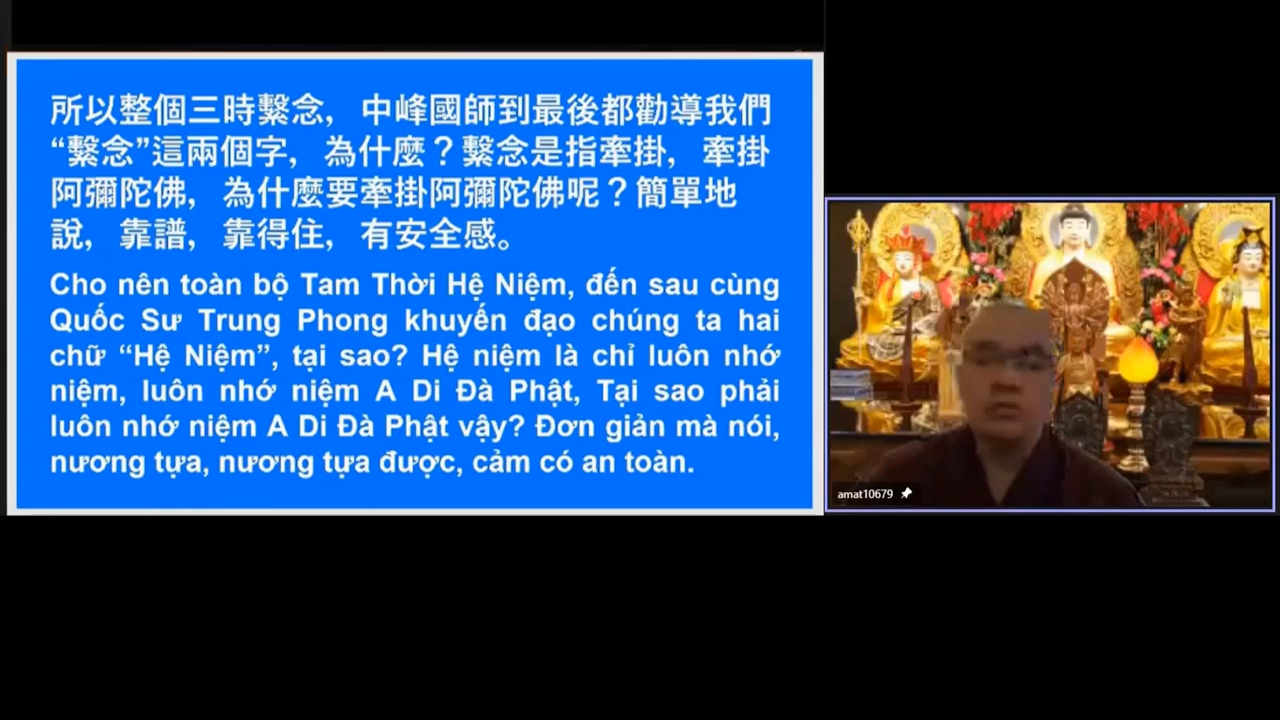 所以整個三時繫念，中峰國師到最後都勸導我們
“繫念”這兩個字，為什麼？繫念是指牽掛，牽掛
阿彌陀佛，為什麼要牽掛阿彌陀佛呢？簡單地
說，靠譜，靠得住，有安全感。
Cho nên toàn bộ Tam Thời Hệ Niệm, đến sau cùng
Quốc Sư Trung Phong khuyến đạo chúng ta hai
chữ “Hệ Niệm”, tại sao? Hệ niệm là chỉ luôn nhớ
niệm, luôn nhớ niệm A Di Đà Phật, Tại sao phải
luôn nhớ niệm A Di Đà Phật vậy? Đơn giản mà nói,
nương tựa, nương tựa được, cảm có an toàn.
amat10679